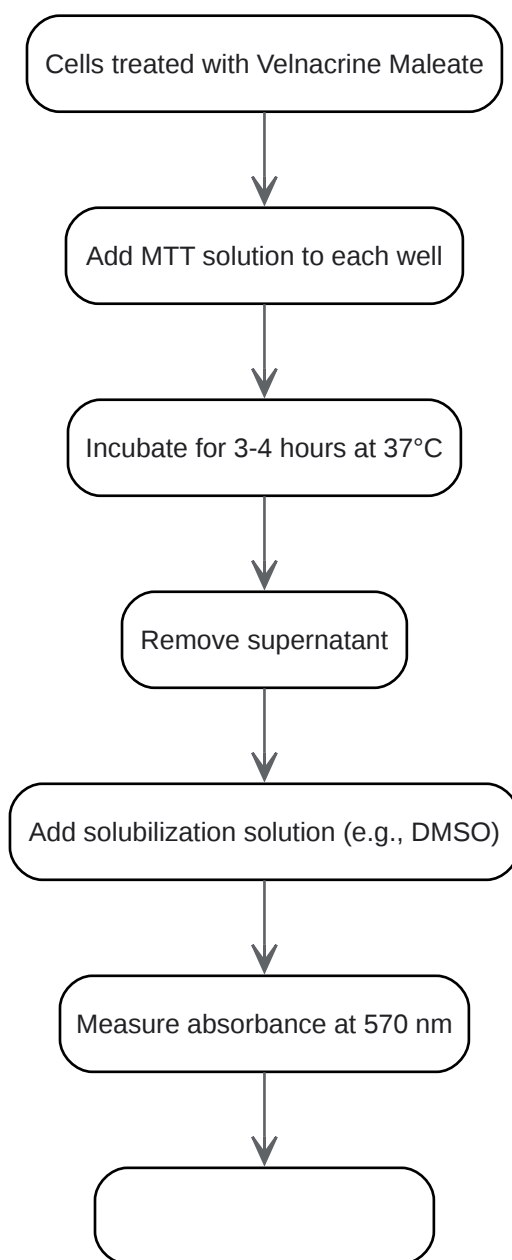 Cells treated with Velnacrine Maleate
Add MTT solution to each well
Incubate for 3-4 hours at 37°C
Remove supernatant
Add solubilization solution (e.g., DMSO)
Measure absorbance at 570 nm